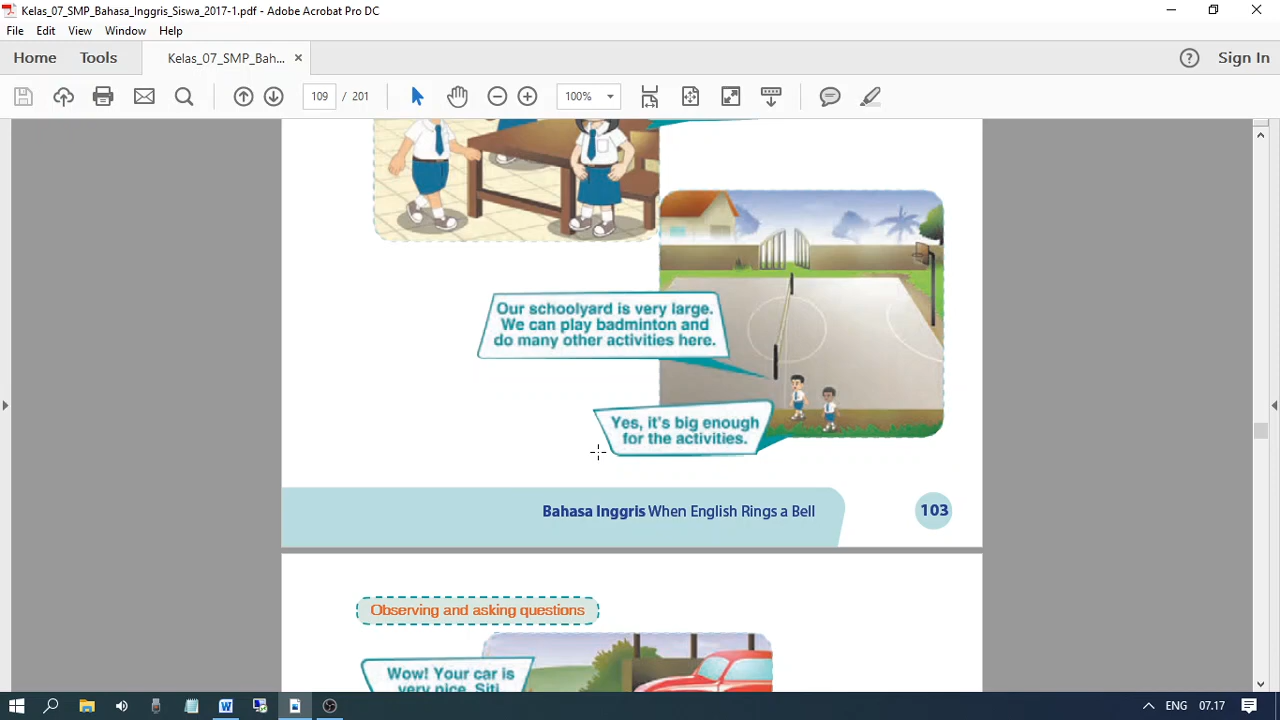 Kelas_07_SMP_Bahasa_Inggris_Siswa_2017-1.pdf - Adobe Acrobat Pro DC
File Edit View Window Help
Home Tools Kelas_07_SMP_Bah... × Sign In
109 / 201 100%
Our schoolyard is very large.
We can play badminton and
do many other activities here.
Yes, it's big enough
for the activities.
Bahasa Inggris When English Rings a Bell 103
Observing and asking questions
Wow! Your car is
very nice, Siti
ENG 07.17